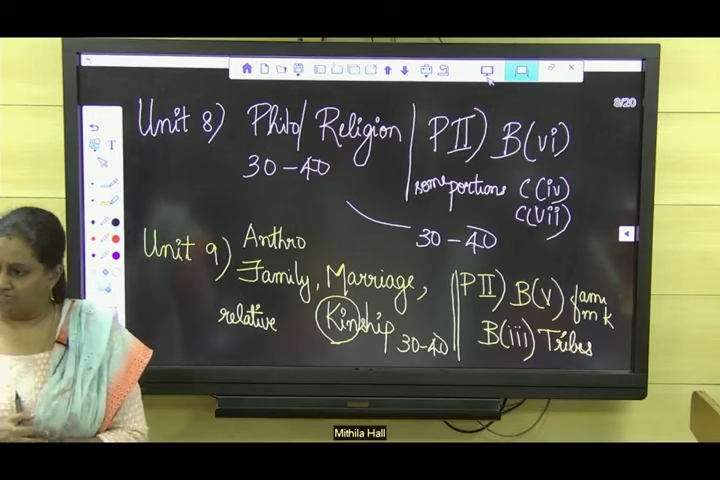 8/20
Unit 8) Philo/ Religion | PII) B(vi)
30-40
some portions C(iv)
C(vii)
30-40
Unit 9) Anthro
Family, Marriage, || PII) B(v) fam
m k
relative Kinship 30-40 B(iii) Tribes
Mithila Hall